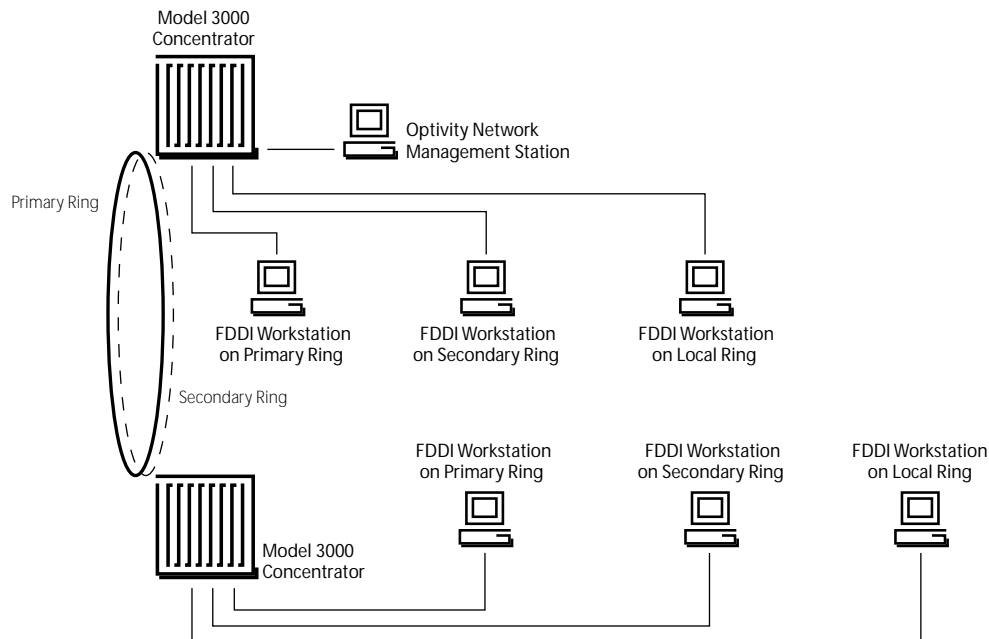 Model 3000
Concentrator
Optivity Network
Management Station
Primary Ring
FDDI Workstation
on Primary Ring
FDDI Workstation
on Secondary Ring
FDDI Workstation
on Local Ring
Secondary Ring
FDDI Workstation
on Primary Ring
FDDI Workstation
on Secondary Ring
FDDI Workstation
on Local Ring
Model 3000
Concentrator